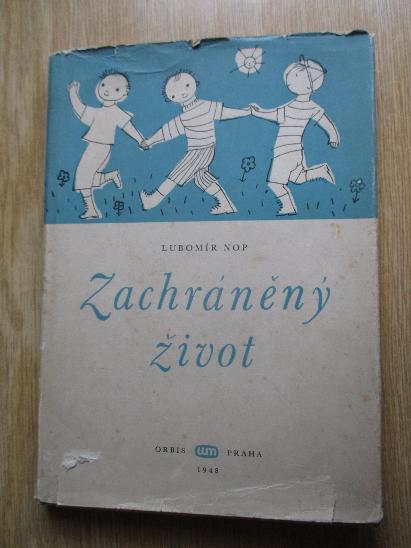 LUBOMÍR NOP
Zachráněný
život
ORBIS PRAHA
1948